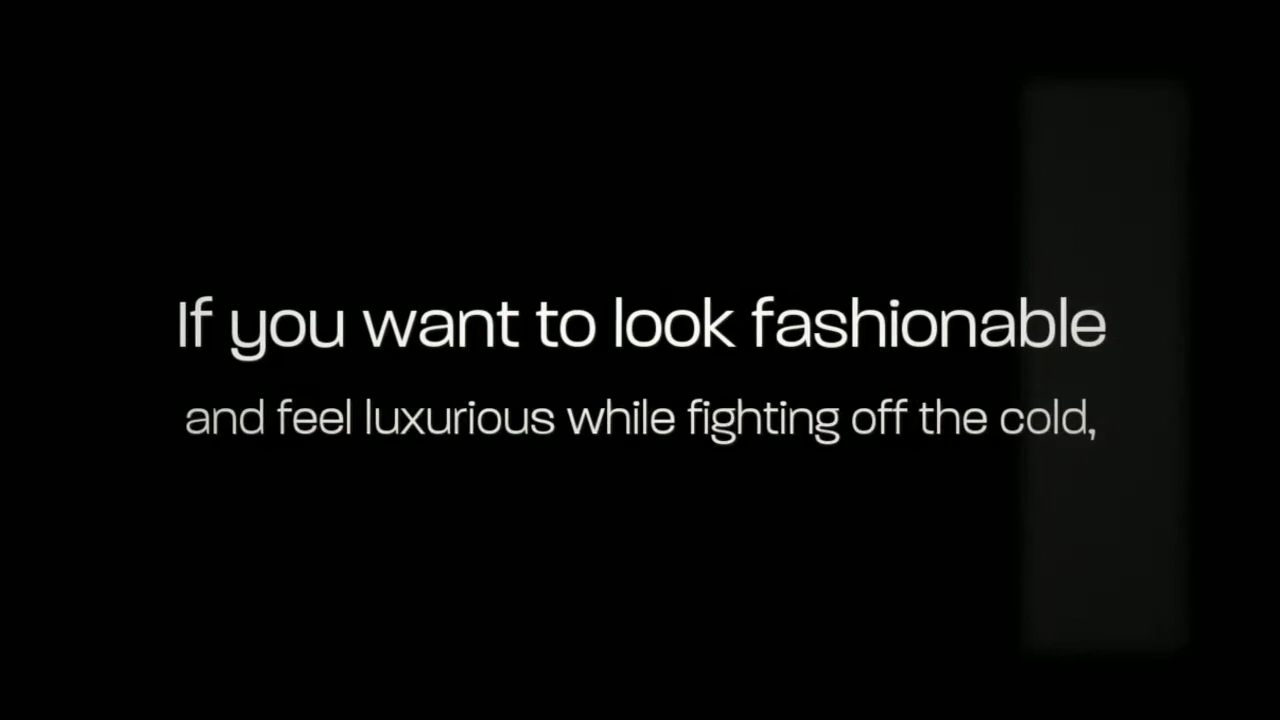 If you want to look fashionable
and feel luxurious while fighting off the cold,